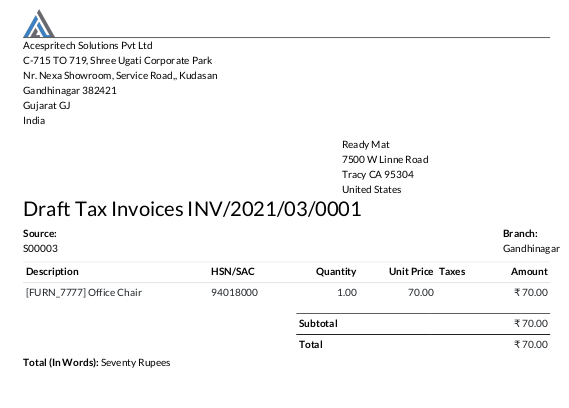 Acespritech Solutions Pvt Ltd
C-715 TO 719, Shree Ugati Corporate Park
Nr. Nexa Showroom, Service Road,, Kudasan
Gandhinagar 382421
Gujarat GJ
India
Ready Mat
7500 W Linne Road
Tracy CA 95304
United States
Draft Tax Invoices INV/2021/03/0001
Source: Branch:
S00003 Gandhinagar
Description HSN/SAC Quantity Unit Price Taxes Amount
[FURN_7777] Office Chair 94018000 1.00 70.00 ₹ 70.00
Subtotal ₹ 70.00
Total ₹ 70.00
Total (In Words): Seventy Rupees